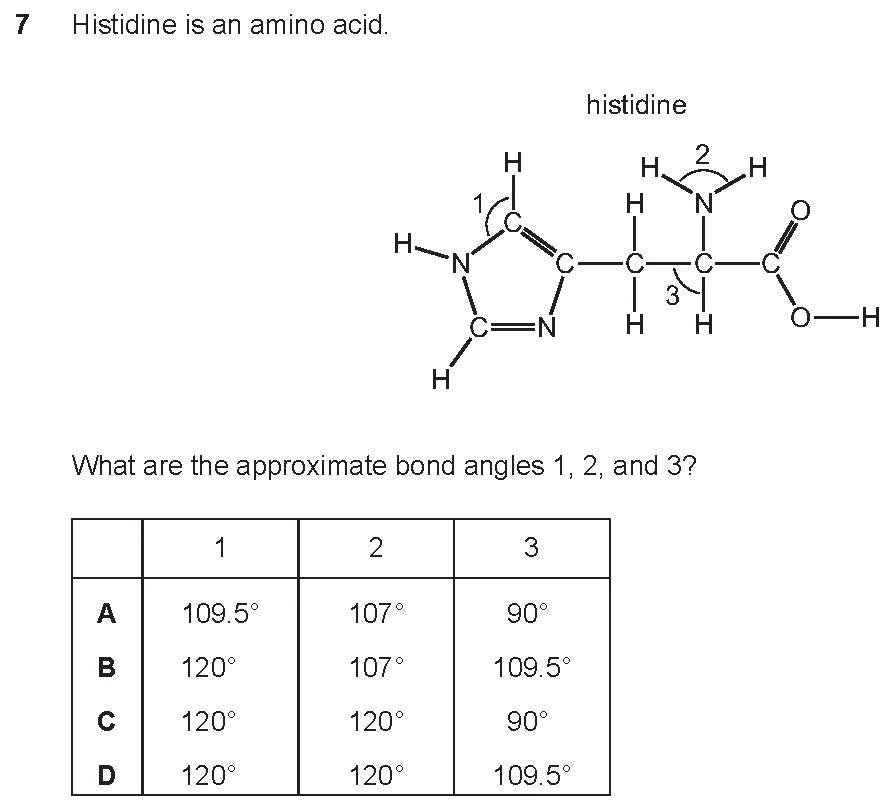 7 Histidine is an amino acid.
histidine
H 2 H
H H N O
1 C
H N C C C C
3
C N H H O H
H
What are the approximate bond angles 1, 2, and 3?
1 2 3
A 109.5° 107° 90°
B 120° 107° 109.5°
C 120° 120° 90°
D 120° 120° 109.5°